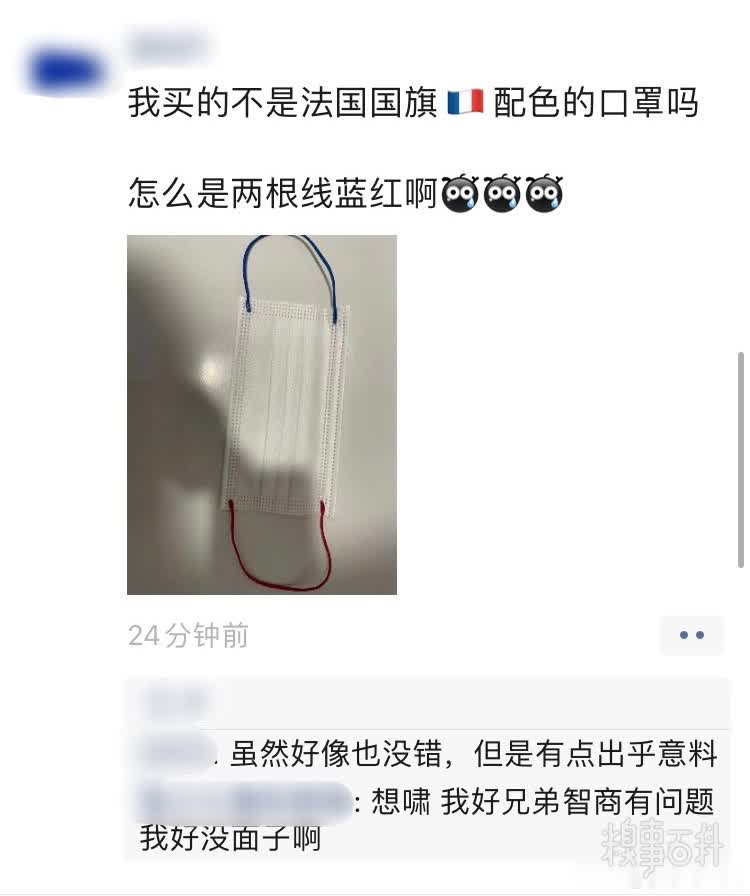 我买的不是法国国旗🇫🇷配色的口罩吗
怎么是两根线蓝红啊
24分钟前
虽然好像也没错，但是有点出乎意料
: 想啸 我好兄弟智商有问题
我好没面子啊
糗事百科